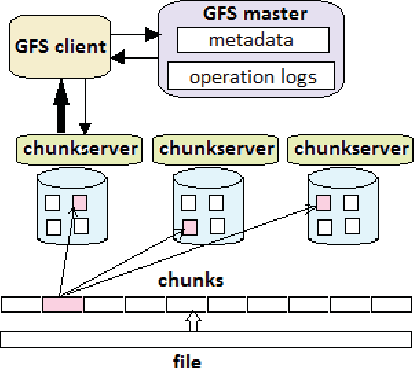 GFS master
GFS client
metadata
operation logs
chunkserver
chunkserver
chunkserver
chunks
file